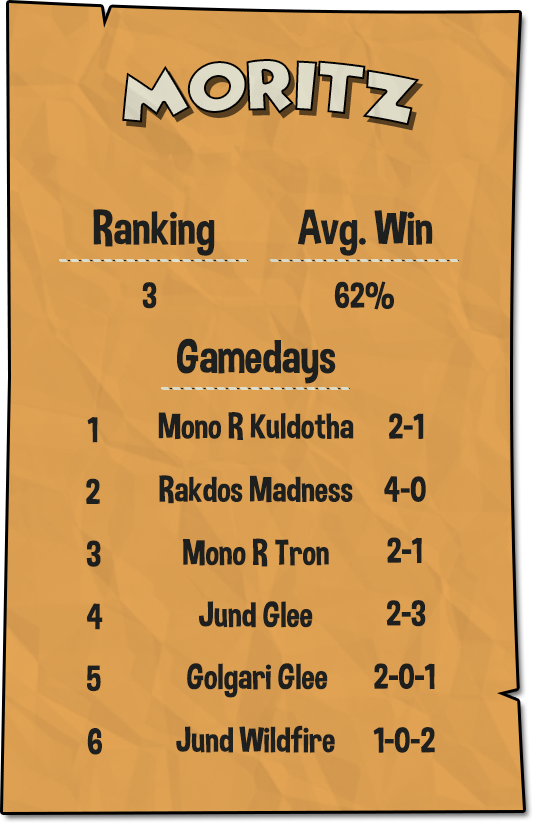 MORITZ
Ranking Avg. Win
3 62%
Gamedays
1 Mono R Kuldotha 2-1
2 Rakdos Madness 4-0
3 Mono R Tron 2-1
4 Jund Glee 2-3
5 Golgari Glee 2-0-1
6 Jund Wildfire 1-0-2